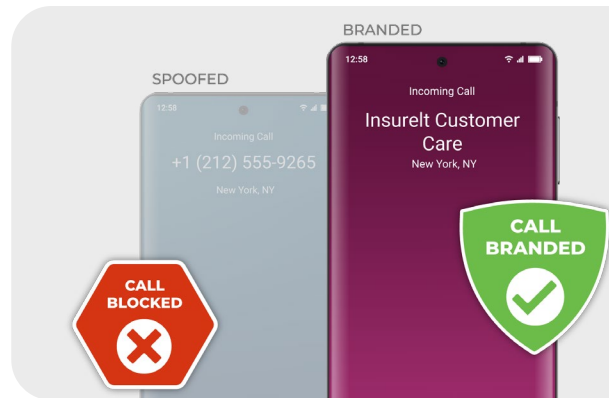 BRANDED
SPOOFED
12:58
Incoming Call
+1 (212) 555-9265
New York, NY
CALL
BLOCKED
12:58
Incoming Call
InsureIt Customer
Care
New York, NY
CALL
BRANDED